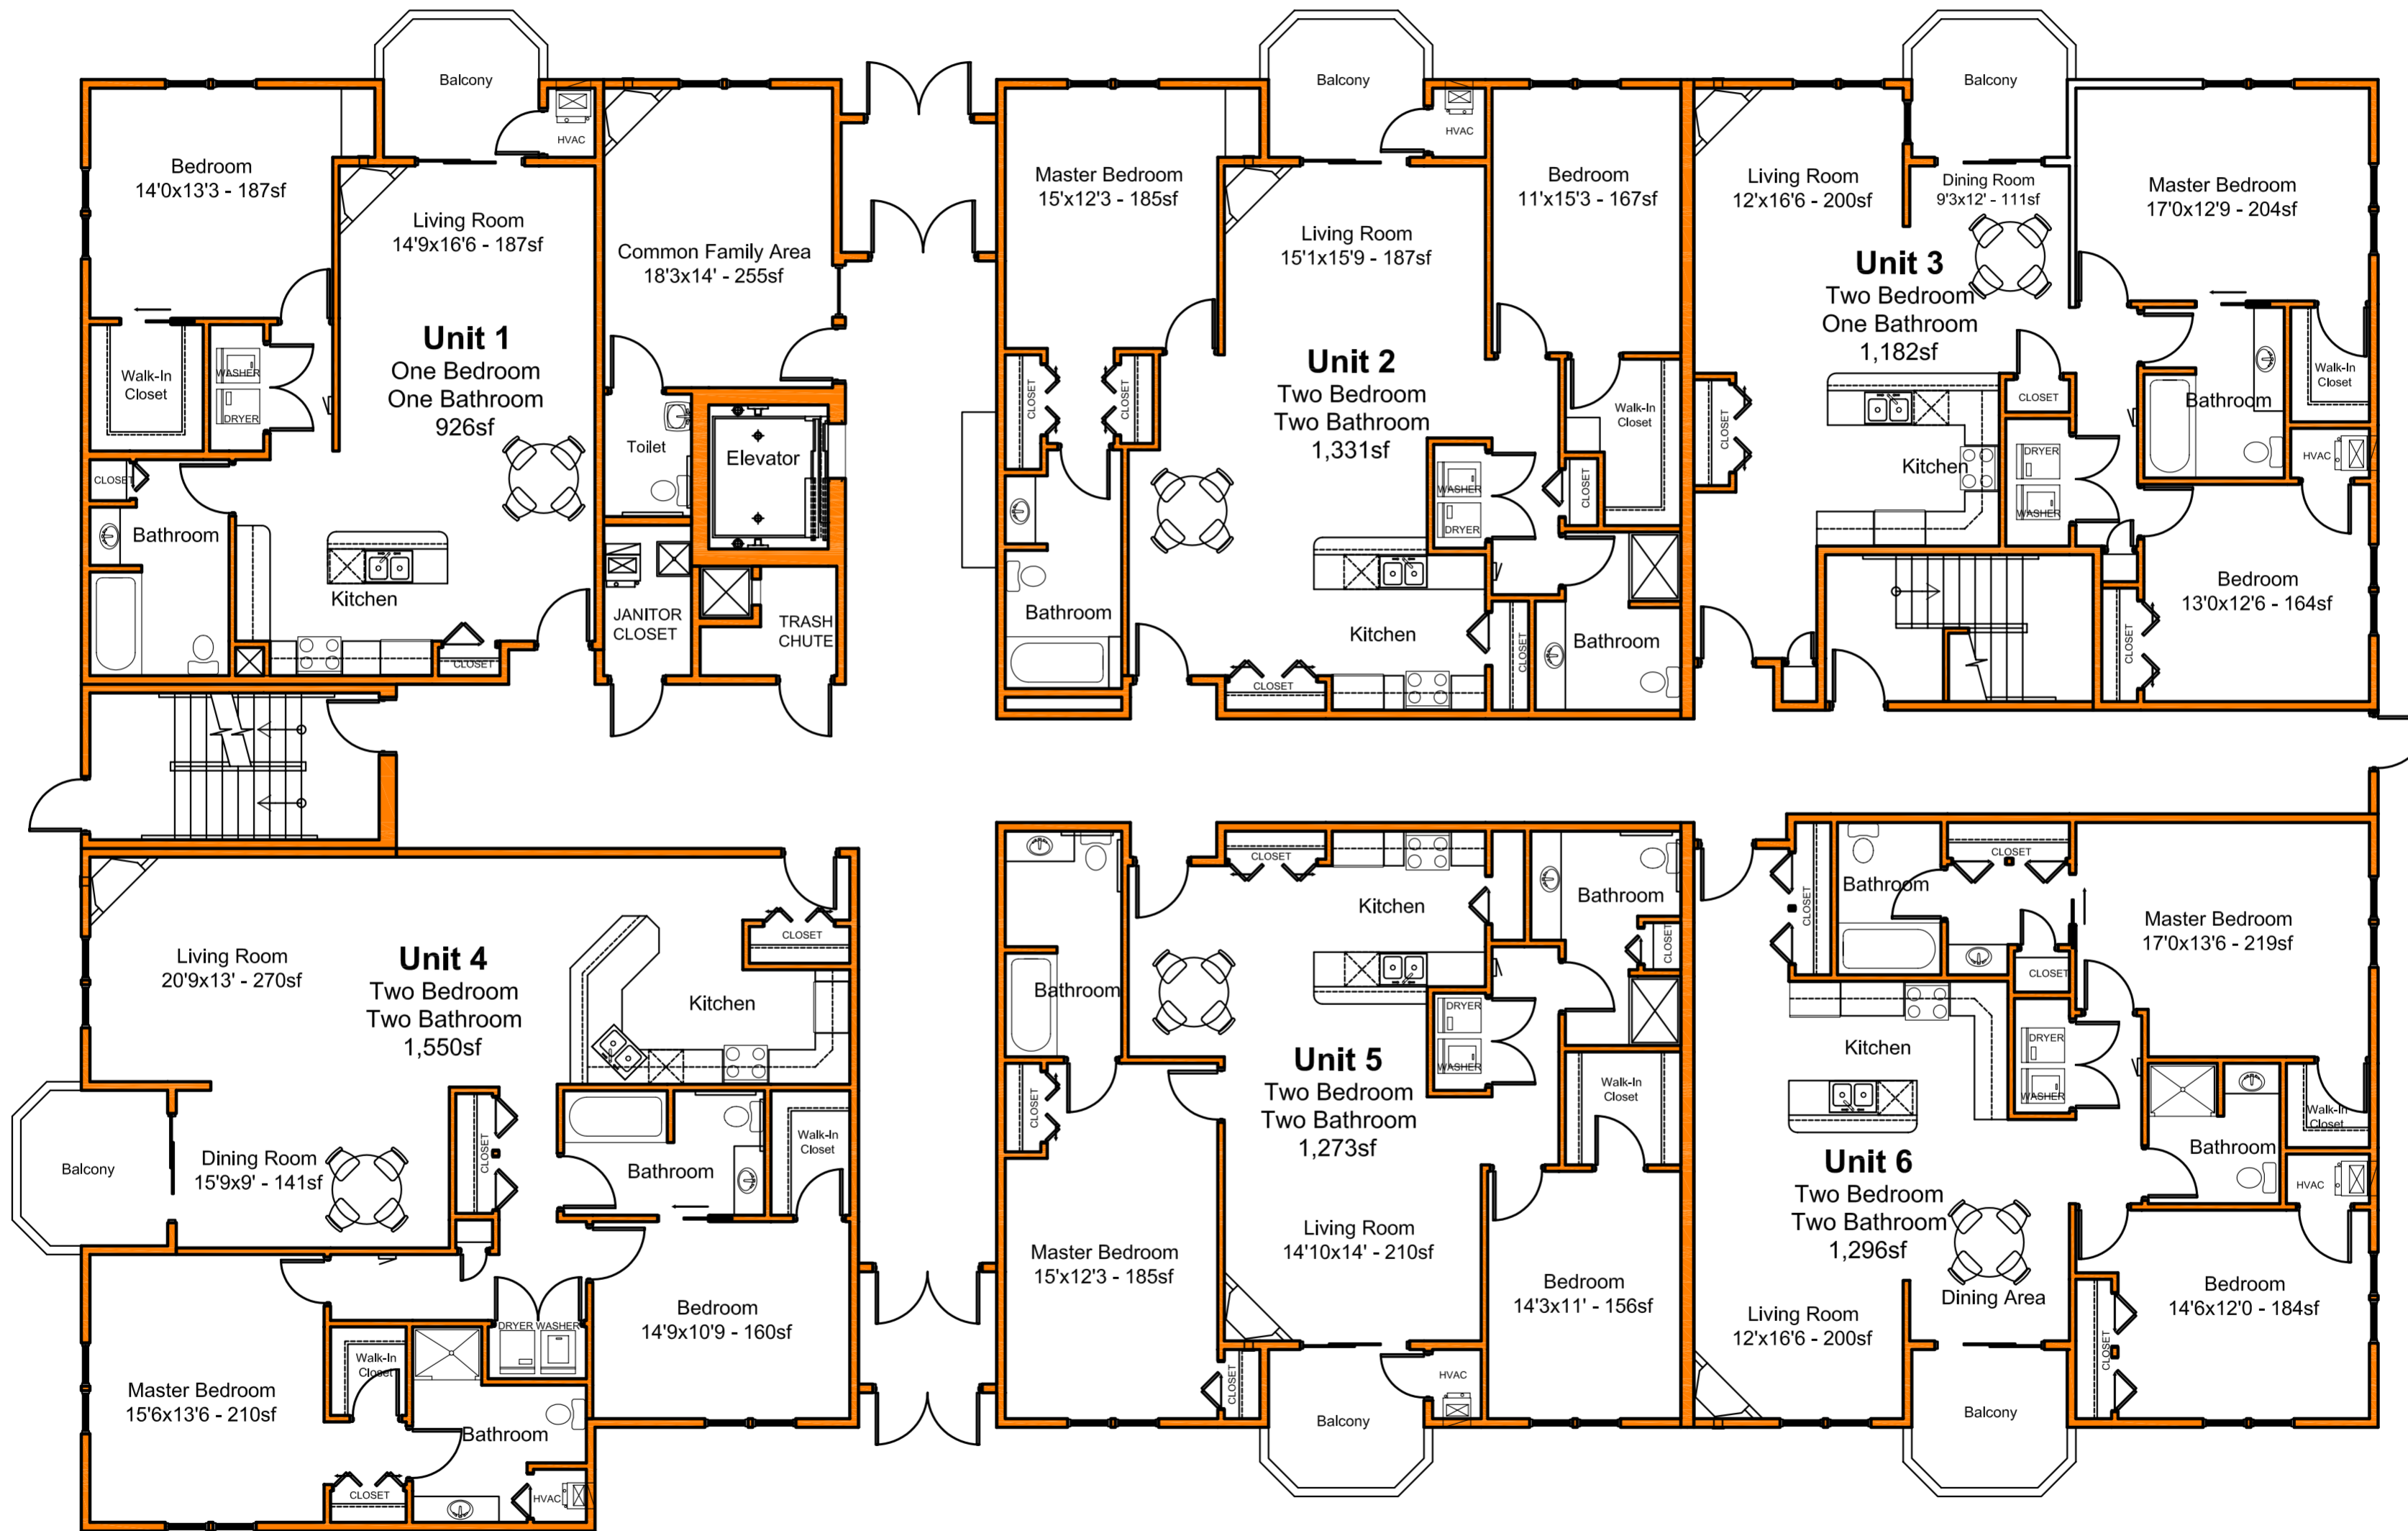 Balcony
HVAC
Bedroom
14'0x13'3 - 187sf
Living Room
14'9x16'6 - 187sf
Unit 1
One Bedroom
One Bathroom
926sf
Walk-In
Closet
WASHER
DRYER
CLOSET
Bathroom
Kitchen
CLOSET
Common Family Area
18'3x14' - 255sf
Toilet
Elevator
JANITOR
CLOSET
TRASH
CHUTE
Balcony
HVAC
Master Bedroom
15'x12'3 - 185sf
Living Room
15'1x15'9 - 187sf
Bedroom
11'x15'3 - 167sf
Unit 2
Two Bedroom
Two Bathroom
1,331sf
CLOSET
CLOSET
Walk-In
Closet
WASHER
DRYER
CLOSET
Bathroom
Kitchen
CLOSET
CLOSET
Bathroom
Balcony
Living Room
12'x16'6 - 200sf
Dining Room
9'3x12' - 111sf
Master Bedroom
17'0x12'9 - 204sf
Unit 3
Two Bedroom
One Bathroom
1,182sf
CLOSET
CLOSET
Bathroom
Walk-In
Closet
Kitchen
DRYER
WASHER
HVAC
Bedroom
13'0x12'6 - 164sf
CLOSET
Living Room
20'9x13' - 270sf
Unit 4
Two Bedroom
Two Bathroom
1,550sf
CLOSET
Kitchen
Balcony
Dining Room
15'9x9' - 141sf
CLOSET
Bathroom
Walk-In
Closet
Bedroom
14'9x10'9 - 160sf
DRYER
WASHER
Walk-In
Closet
Master Bedroom
15'6x13'6 - 210sf
Bathroom
CLOSET
HVAC
CLOSET
Kitchen
Bathroom
CLOSET
Bathroom
Unit 5
Two Bedroom
Two Bathroom
1,273sf
DRYER
WASHER
CLOSET
Walk-In
Closet
Master Bedroom
15'x12'3 - 185sf
Living Room
14'10x14' - 210sf
Bedroom
14'3x11' - 156sf
CLOSET
HVAC
Balcony
CLOSET
Bathroom
CLOSET
Master Bedroom
17'0x13'6 - 219sf
CLOSET
Kitchen
DRYER
WASHER
Walk-In
Closet
Bathroom
HVAC
Unit 6
Two Bedroom
Two Bathroom
1,296sf
Dining Area
Living Room
12'x16'6 - 200sf
Bedroom
14'6x12'0 - 184sf
CLOSET
Balcony